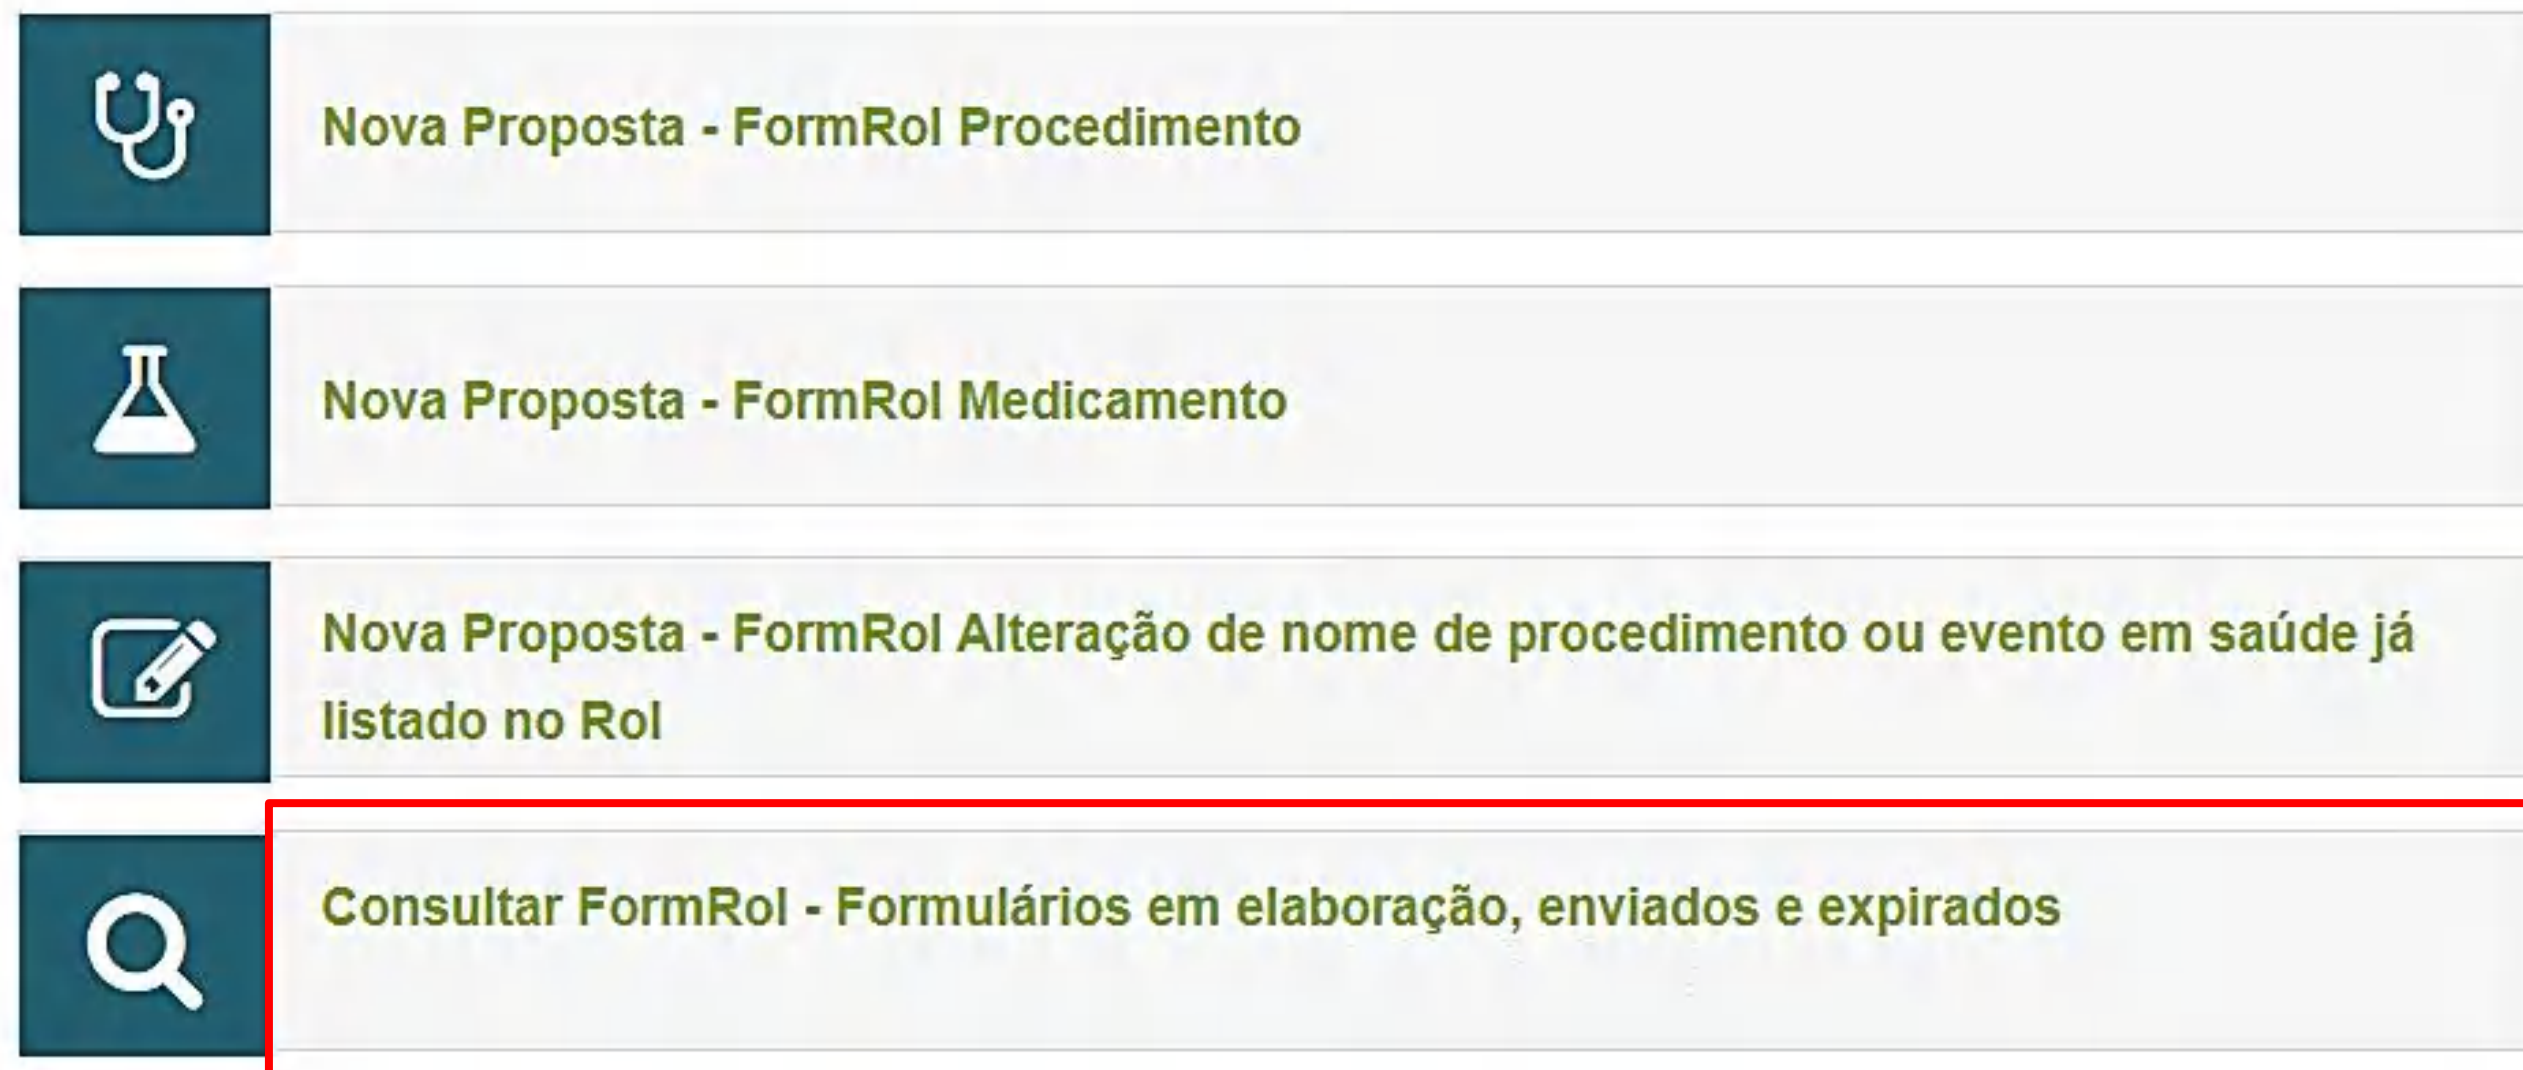 Nova Proposta - FormRol Procedimento
Nova Proposta - FormRol Medicamento
Nova Proposta - FormRol Alteração de nome de procedimento ou evento em saúde já
listado no Rol
Consultar FormRol - Formulários em elaboração, enviados e expirados